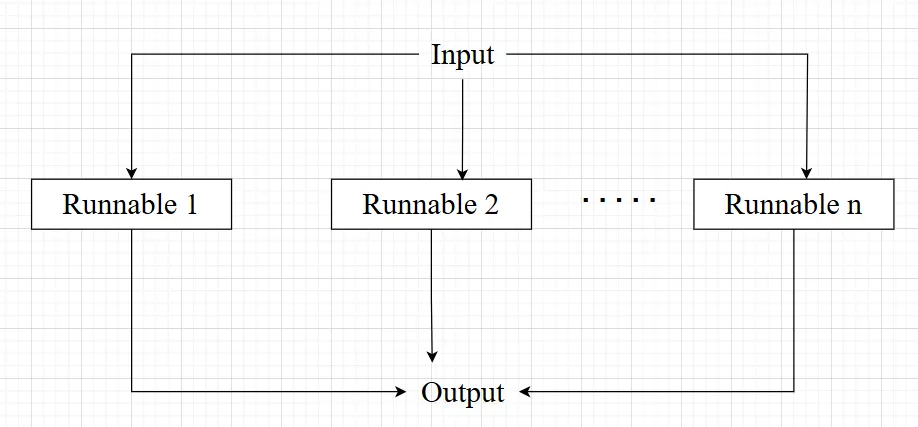 Input
Runnable 1
Runnable 2
.....
Runnable n
Output